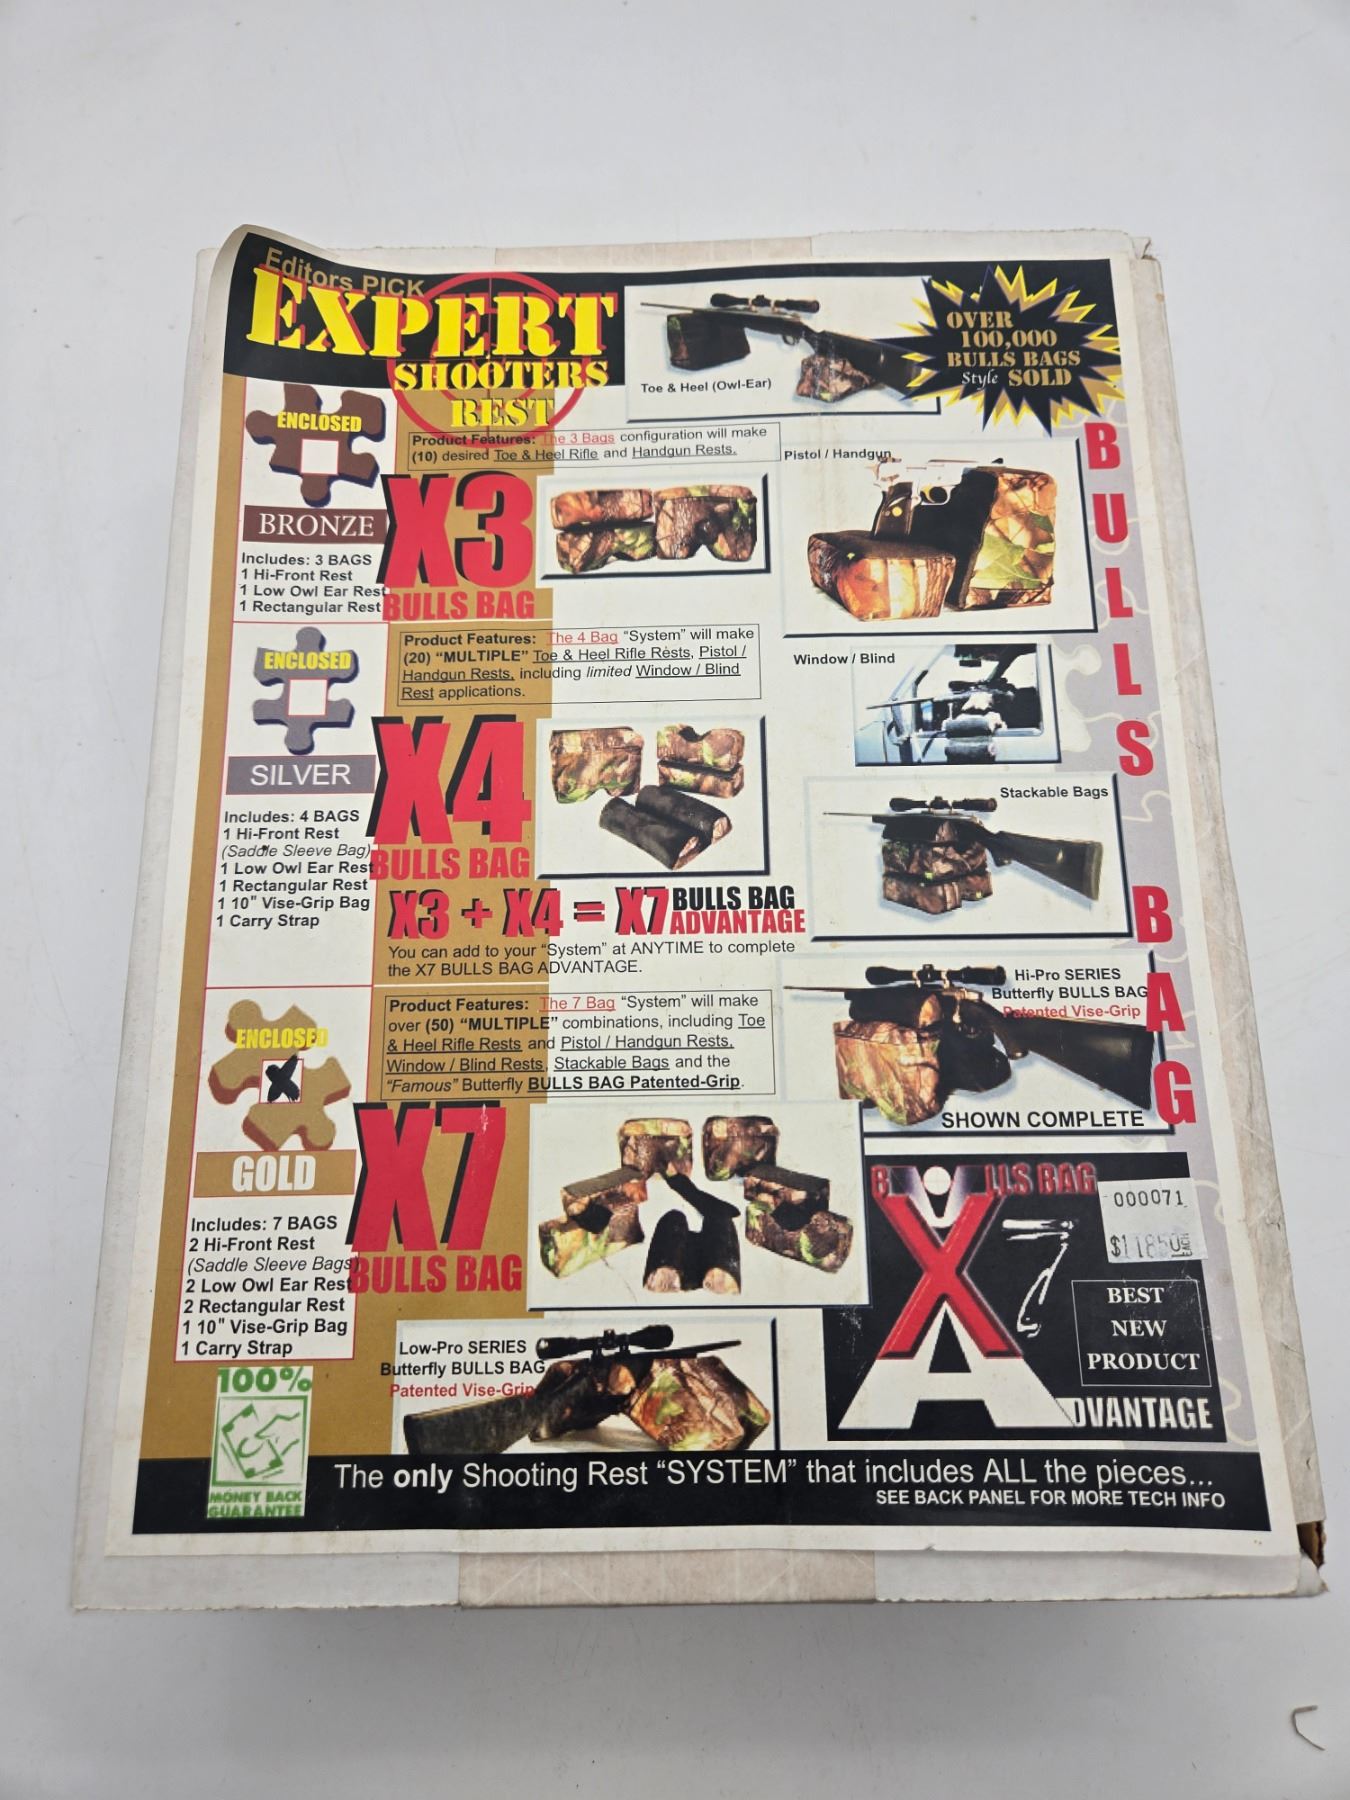 Editors PICK
EXPERT
SHOOTERS
REST
Toe & Heel (Owl-Ear)
OVER
100,000
BULLS BAGS
Style SOLD
BULLS BAG
ENCLOSED
BRONZE
Includes: 3 BAGS
1 Hi-Front Rest
1 Low Owl Ear Rest
1 Rectangular Rest
Product Features: The 3 Bags configuration will make
(10) desired Toe & Heel Rifle and Handgun Rests.
X3
BULLS BAG
Pistol / Handgun
ENCLOSED
SILVER
Includes: 4 BAGS
1 Hi-Front Rest
(Saddle Sleeve Bag)
1 Low Owl Ear Rest
1 Rectangular Rest
1 10" Vise-Grip Bag
1 Carry Strap
Product Features: The 4 Bag “System” will make
(20) “MULTIPLE” Toe & Heel Rifle Rests, Pistol /
Handgun Rests, including limited Window / Blind
Rest applications.
X4
BULLS BAG
Window / Blind
Stackable Bags
X3 + X4 = X7 BULLS BAG
ADVANTAGE
You can add to your “System” at ANYTIME to complete
the X7 BULLS BAG ADVANTAGE.
Hi-Pro SERIES
Butterfly BULLS BAG
Patented Vise-Grip
SHOWN COMPLETE
ENCLOSED
X
GOLD
Includes: 7 BAGS
2 Hi-Front Rest
(Saddle Sleeve Bags)
2 Low Owl Ear Rest
2 Rectangular Rest
1 10" Vise-Grip Bag
1 Carry Strap
Product Features: The 7 Bag “System” will make
over (50) “MULTIPLE” combinations, including Toe
& Heel Rifle Rests and Pistol / Handgun Rests,
Window / Blind Rests, Stackable Bags and the
“Famous” Butterfly BULLS BAG Patented-Grip.
X7
BULLS BAG
BULLS BAG
X7
ADVANTAGE
000071
$11850 EACH
BEST
NEW
PRODUCT
Low-Pro SERIES
Butterfly BULLS BAG
Patented Vise-Grip
100%
MONEY BACK
GUARANTEE
The only Shooting Rest “SYSTEM” that includes ALL the pieces...
SEE BACK PANEL FOR MORE TECH INFO